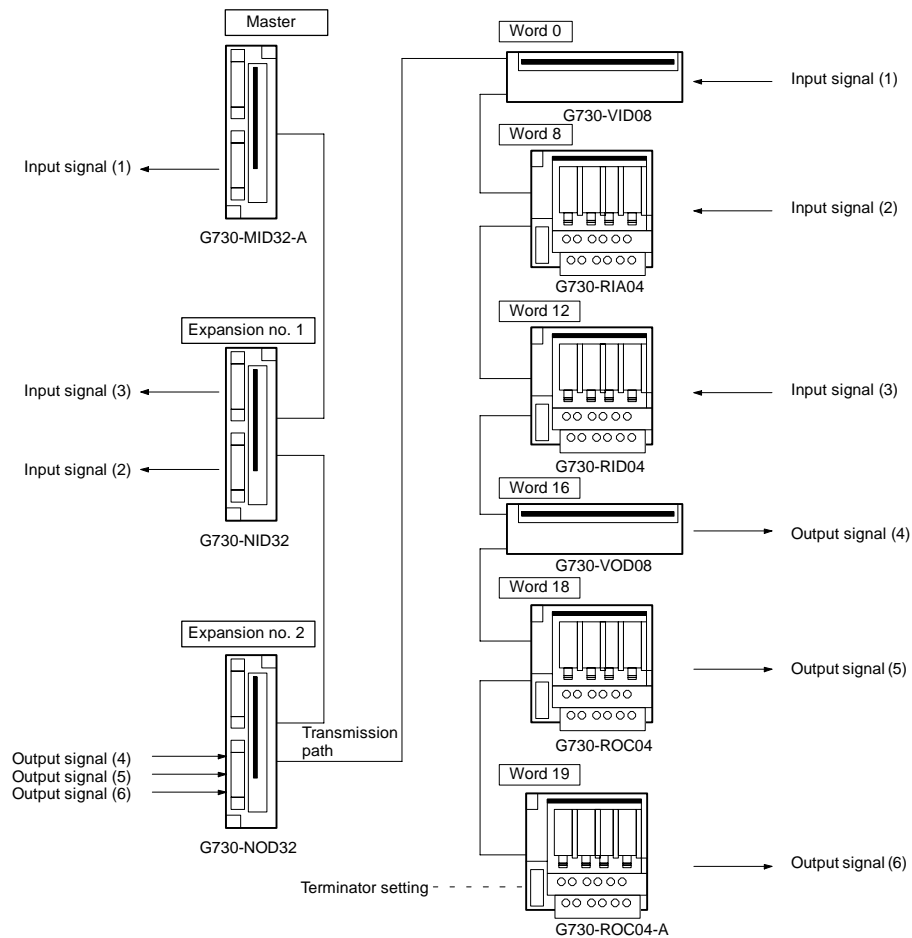 Master
Input signal (1)
G730-MID32-A
Expansion no. 1
Input signal (3)
Input signal (2)
G730-NID32
Expansion no. 2
Transmission
path
Output signal (4)
Output signal (5)
Output signal (6)
G730-NOD32
Word 0
Input signal (1)
G730-VID08
Word 8
Input signal (2)
G730-RIA04
Word 12
Input signal (3)
G730-RID04
Word 16
Output signal (4)
G730-VOD08
Word 18
Output signal (5)
G730-ROC04
Word 19
Output signal (6)
Terminator setting
G730-ROC04-A